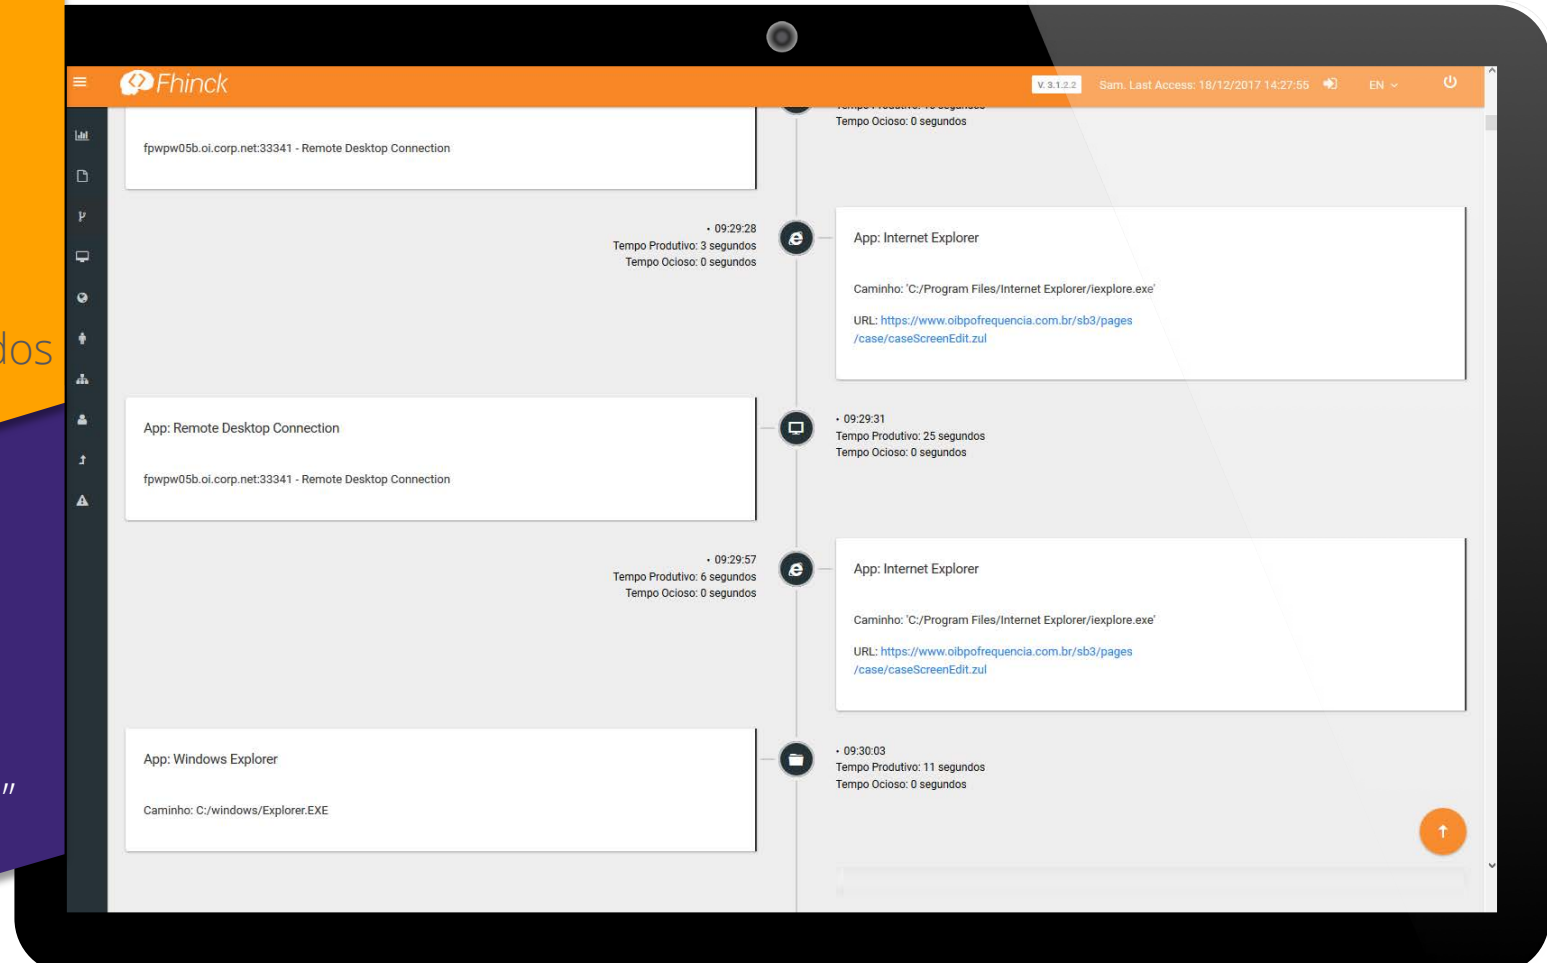 Fhinck
V. 3.1.2.2
Sam. Last Access: 18/12/2017 14:27:55
EN
Tempo Ocioso: 0 segundos
fpwpw05b.oi.corp.net:33341 - Remote Desktop Connection
• 09:29:28
Tempo Produtivo: 3 segundos
Tempo Ocioso: 0 segundos
App: Internet Explorer
Caminho: 'C:/Program Files/Internet Explorer/iexplore.exe'
URL: https://www.oibpofrequencia.com.br/sb3/pages
/case/caseScreenEdit.zul
dos
App: Remote Desktop Connection
fpwpw05b.oi.corp.net:33341 - Remote Desktop Connection
• 09:29:31
Tempo Produtivo: 25 segundos
Tempo Ocioso: 0 segundos
• 09:29:57
Tempo Produtivo: 6 segundos
Tempo Ocioso: 0 segundos
App: Internet Explorer
Caminho: 'C:/Program Files/Internet Explorer/iexplore.exe'
URL: https://www.oibpofrequencia.com.br/sb3/pages
/case/caseScreenEdit.zul
App: Windows Explorer
Caminho: C:/windows/Explorer.EXE
• 09:30:03
Tempo Produtivo: 11 segundos
Tempo Ocioso: 0 segundos
"